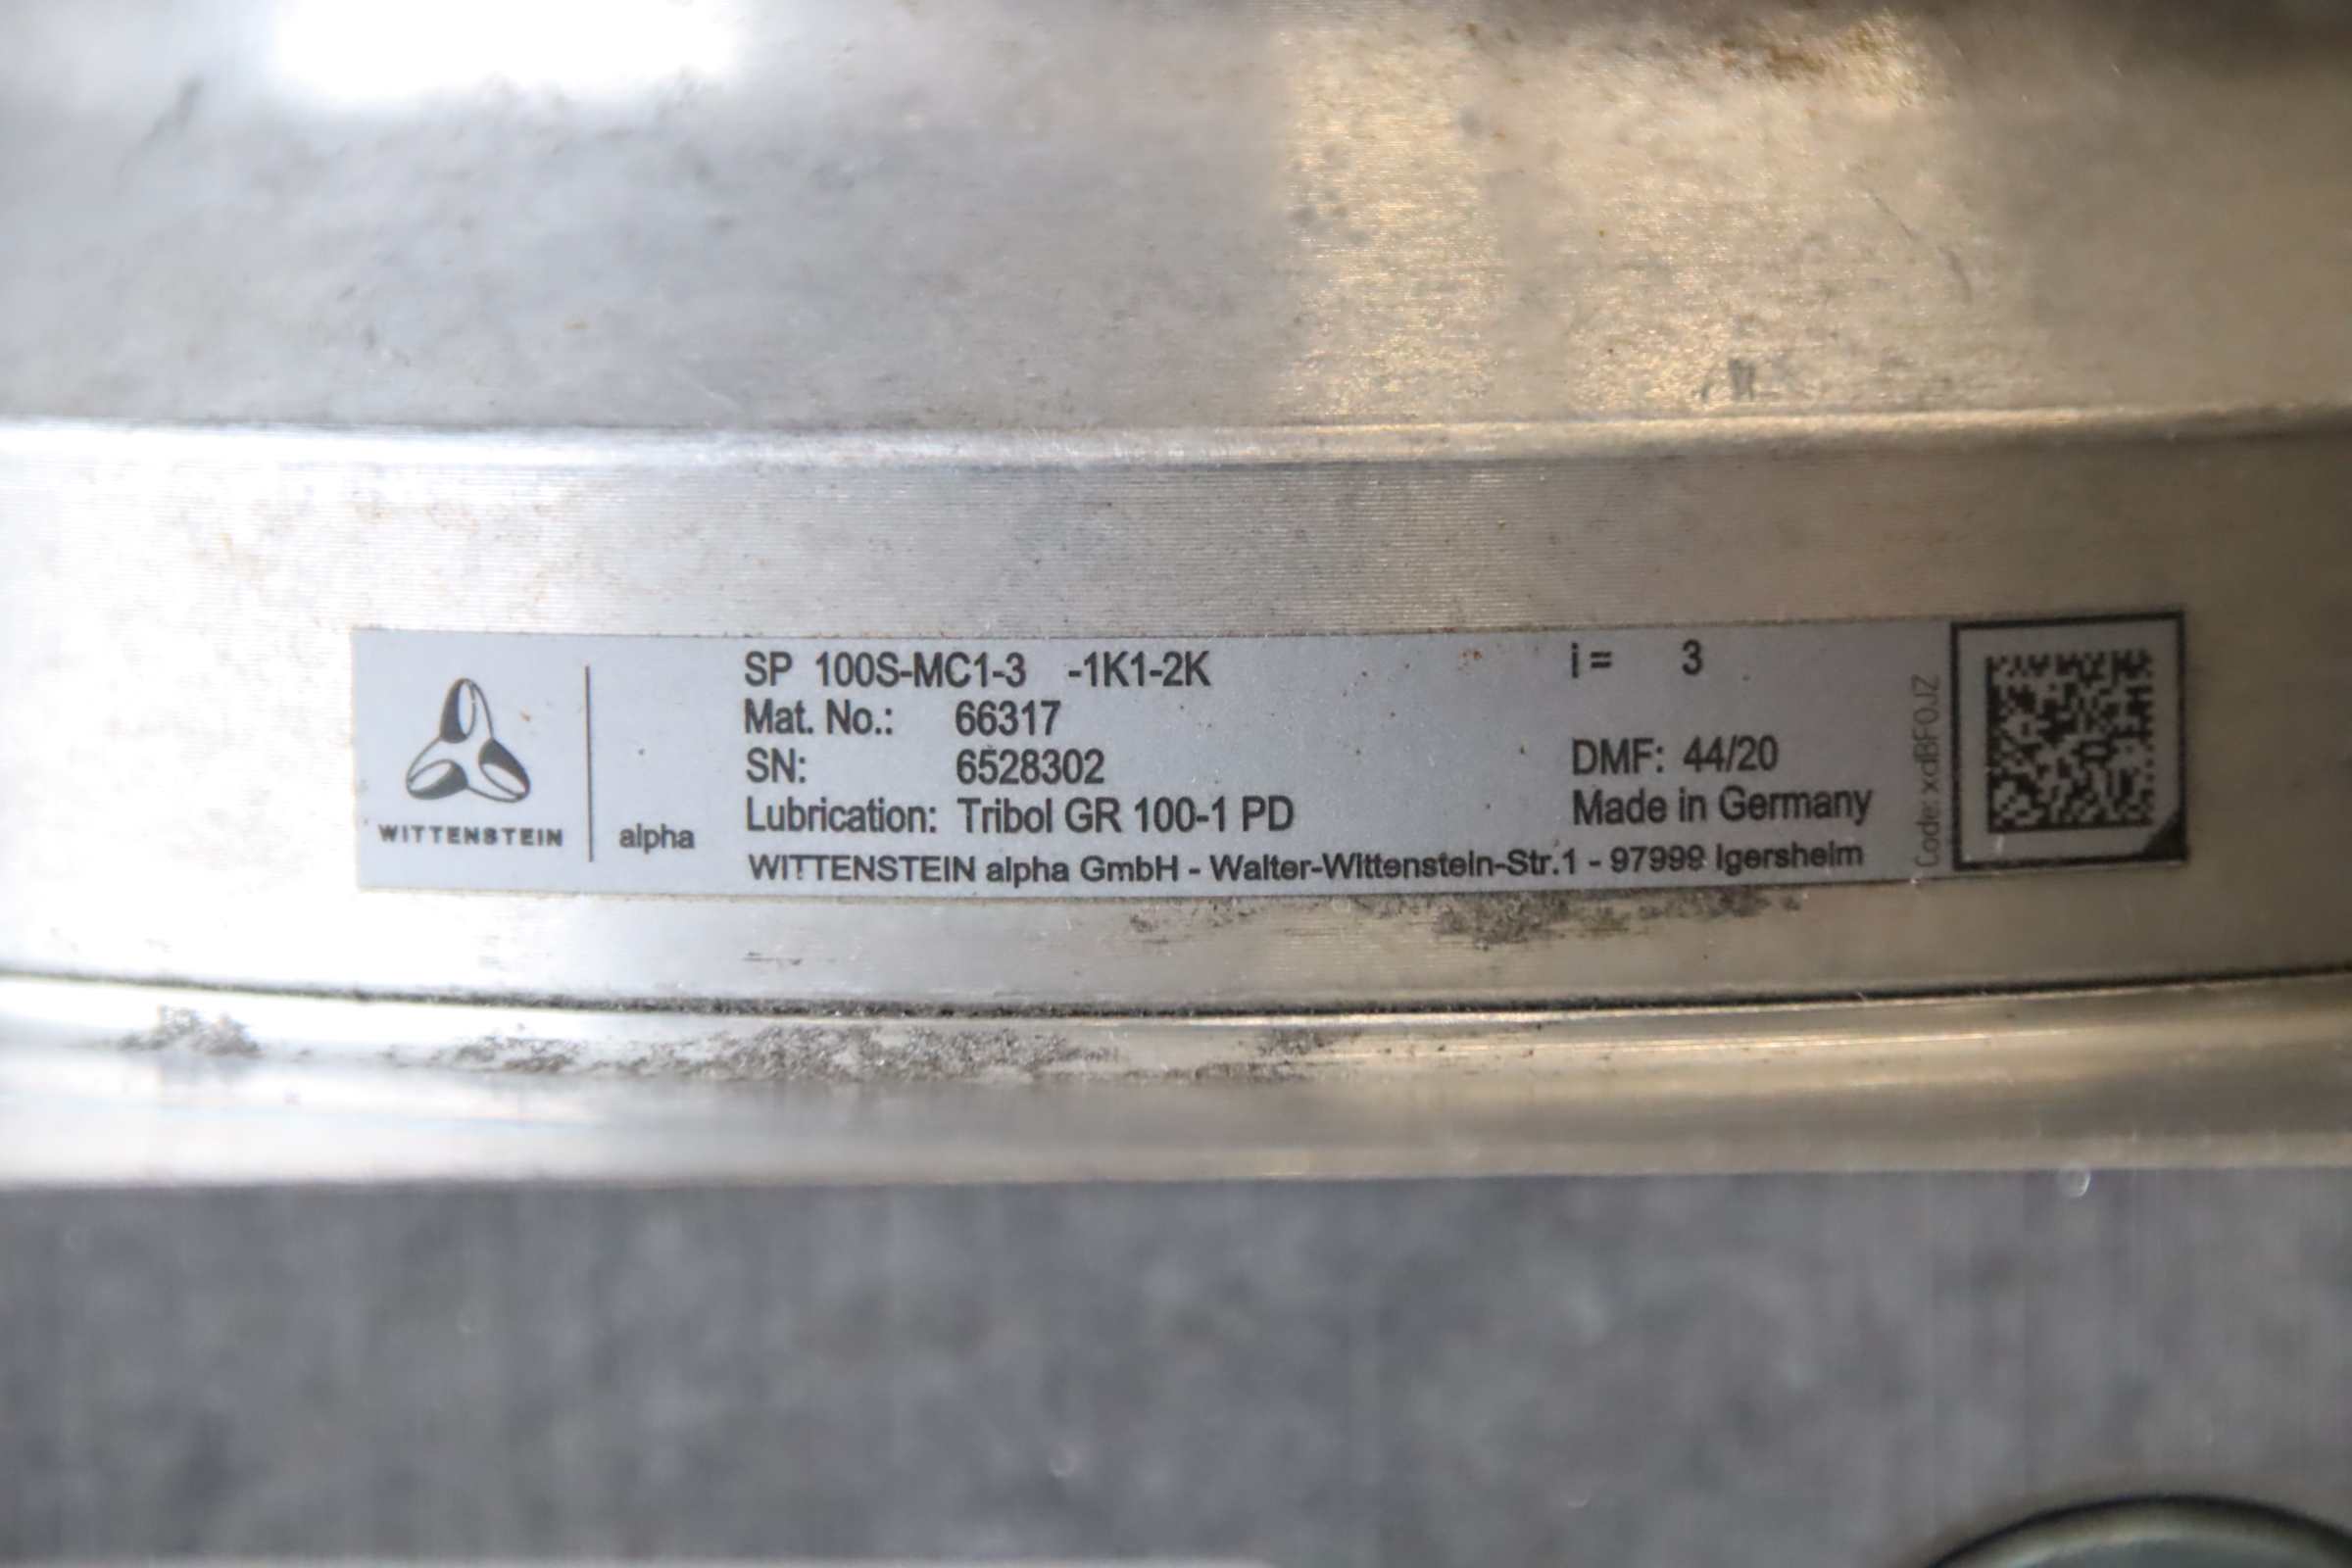 SP 100S-MC1-3 -1K1-2K i = 3
Mat. No.: 66317
SN: 6528302 DMF: 44/20
Lubrication: Tribol GR 100-1 PD Made in Germany
WITTENSTEIN alpha GmbH - Walter-Wittenstein-Str.1 - 97999 Igersheim
WITTENSTEIN alpha
Code: xdBF0JZ